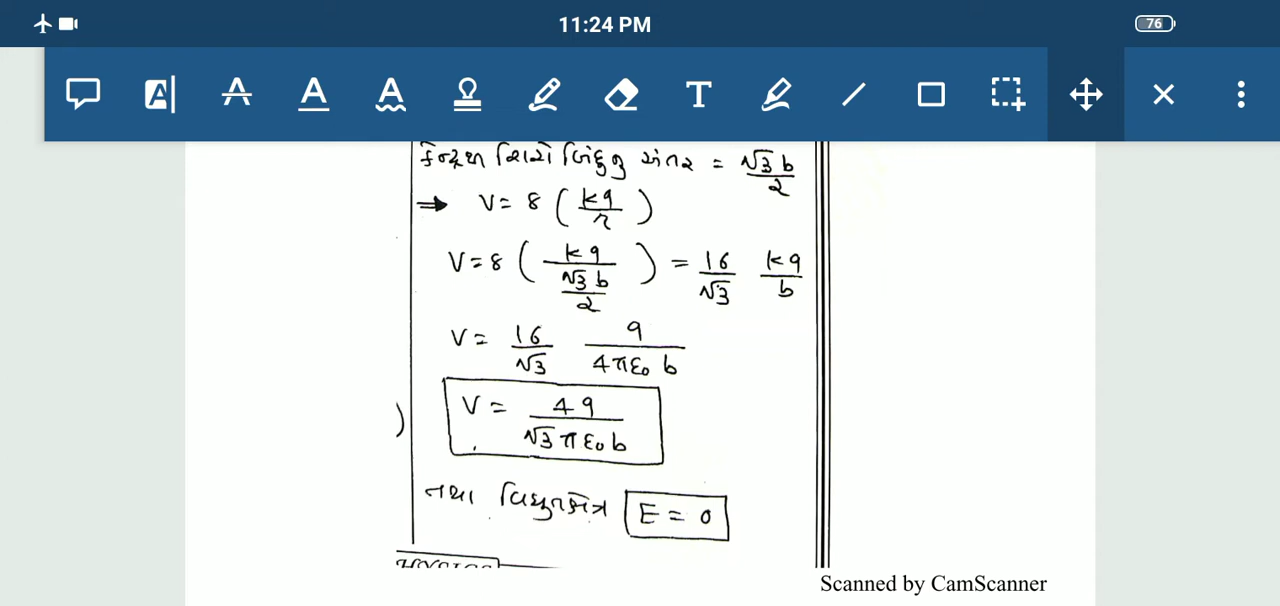 11:24 PM
76
કેન્દ્રથી શિરો બિંદુનું અંતર = √3 b / 2
→ V = 8 ( kq / r )
V = 8 ( kq / (√3 b / 2) ) = 16/√3 kq/b
V = 16/√3 q / 4πε₀ b
) V = 4q / √3 πε₀ b
તથા વિદ્યુતક્ષેત્ર E = 0
Scanned by CamScanner